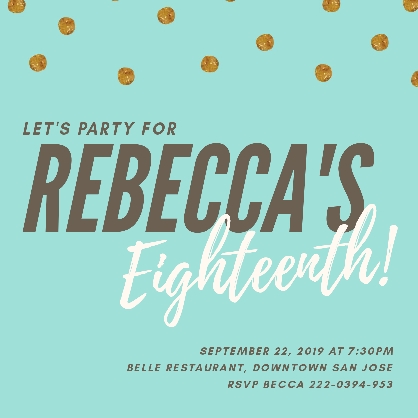 LET'S PARTY FOR
REBECCA'S
Eighteenth!
SEPTEMBER 22, 2019 AT 7:30PM
BELLE RESTAURANT, DOWNTOWN SAN JOSE
RSVP BECCA 222-0394-953